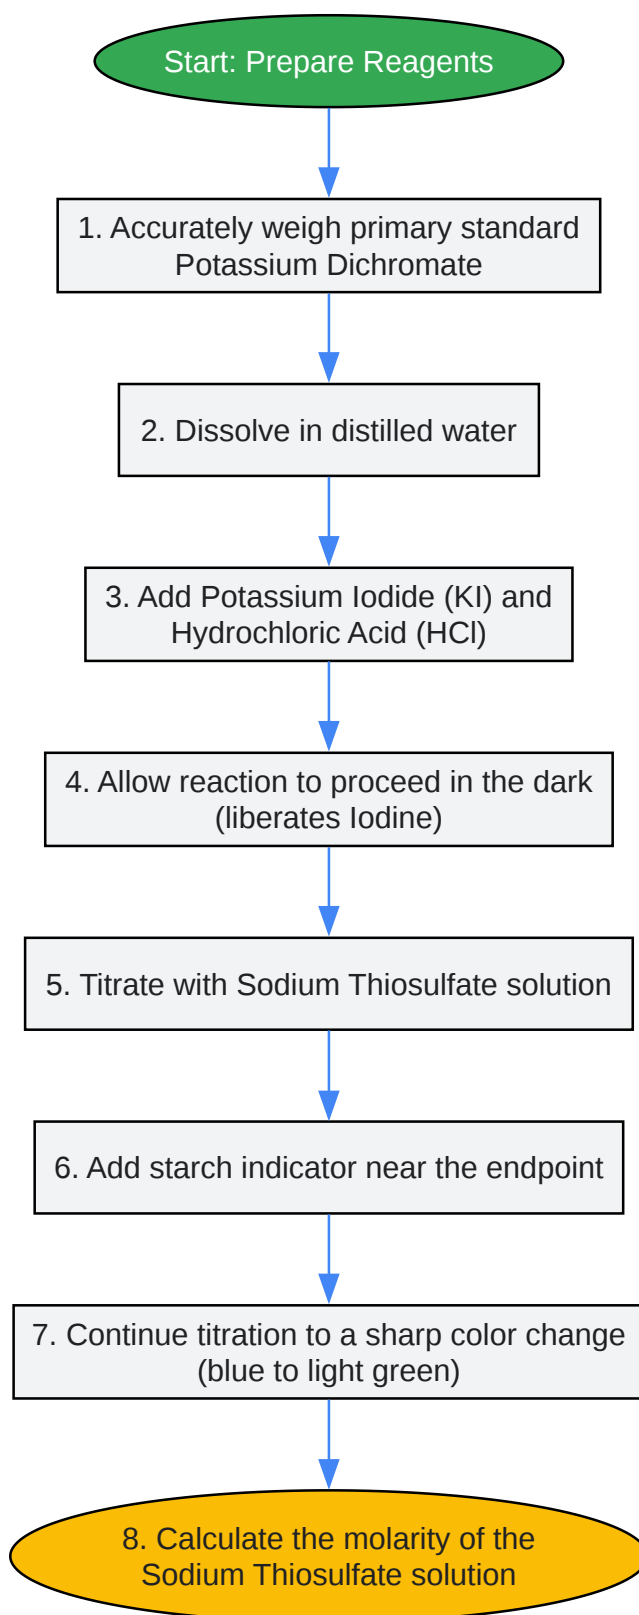 Start: Prepare Reagents
1. Accurately weigh primary standard
Potassium Dichromate
2. Dissolve in distilled water
3. Add Potassium Iodide (KI) and
Hydrochloric Acid (HCl)
4. Allow reaction to proceed in the dark
(liberates Iodine)
5. Titrate with Sodium Thiosulfate solution
6. Add starch indicator near the endpoint
7. Continue titration to a sharp color change
(blue to light green)
8. Calculate the molarity of the
Sodium Thiosulfate solution